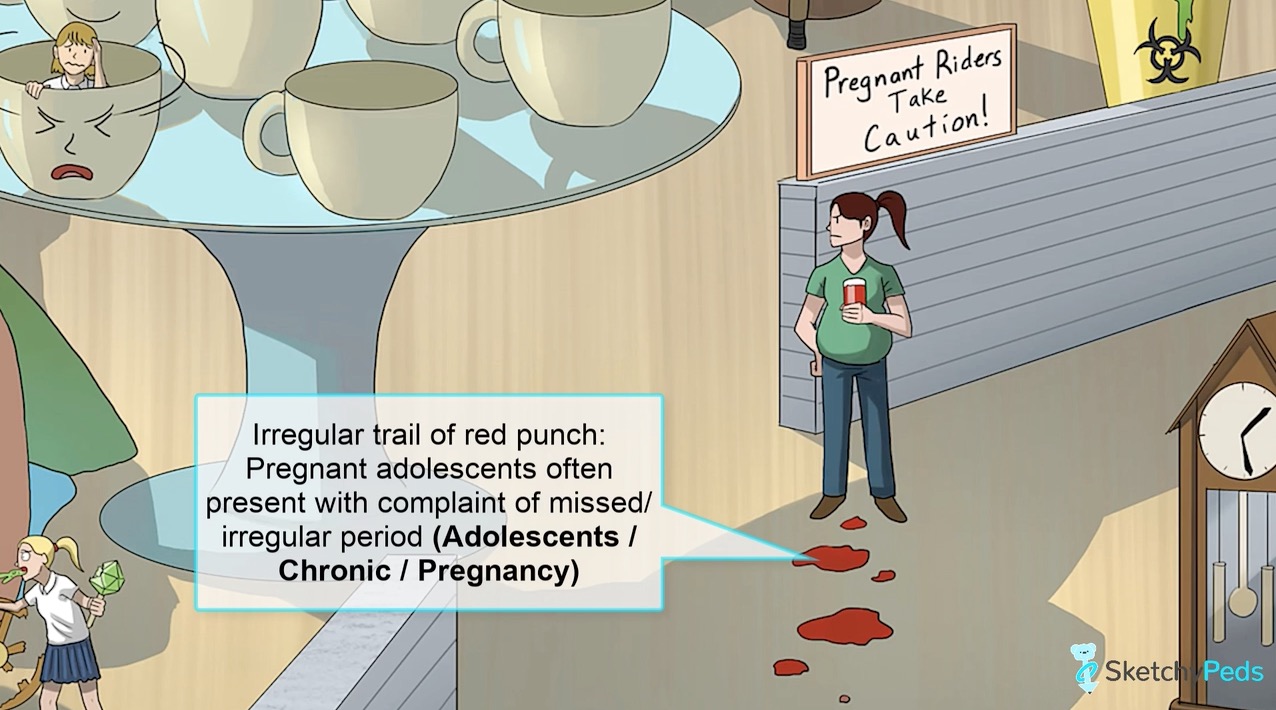 Pregnant Riders
Take
Caution!
Irregular trail of red punch:
Pregnant adolescents often
present with complaint of missed/
irregular period (Adolescents /
Chronic / Pregnancy)
SketchyPeds